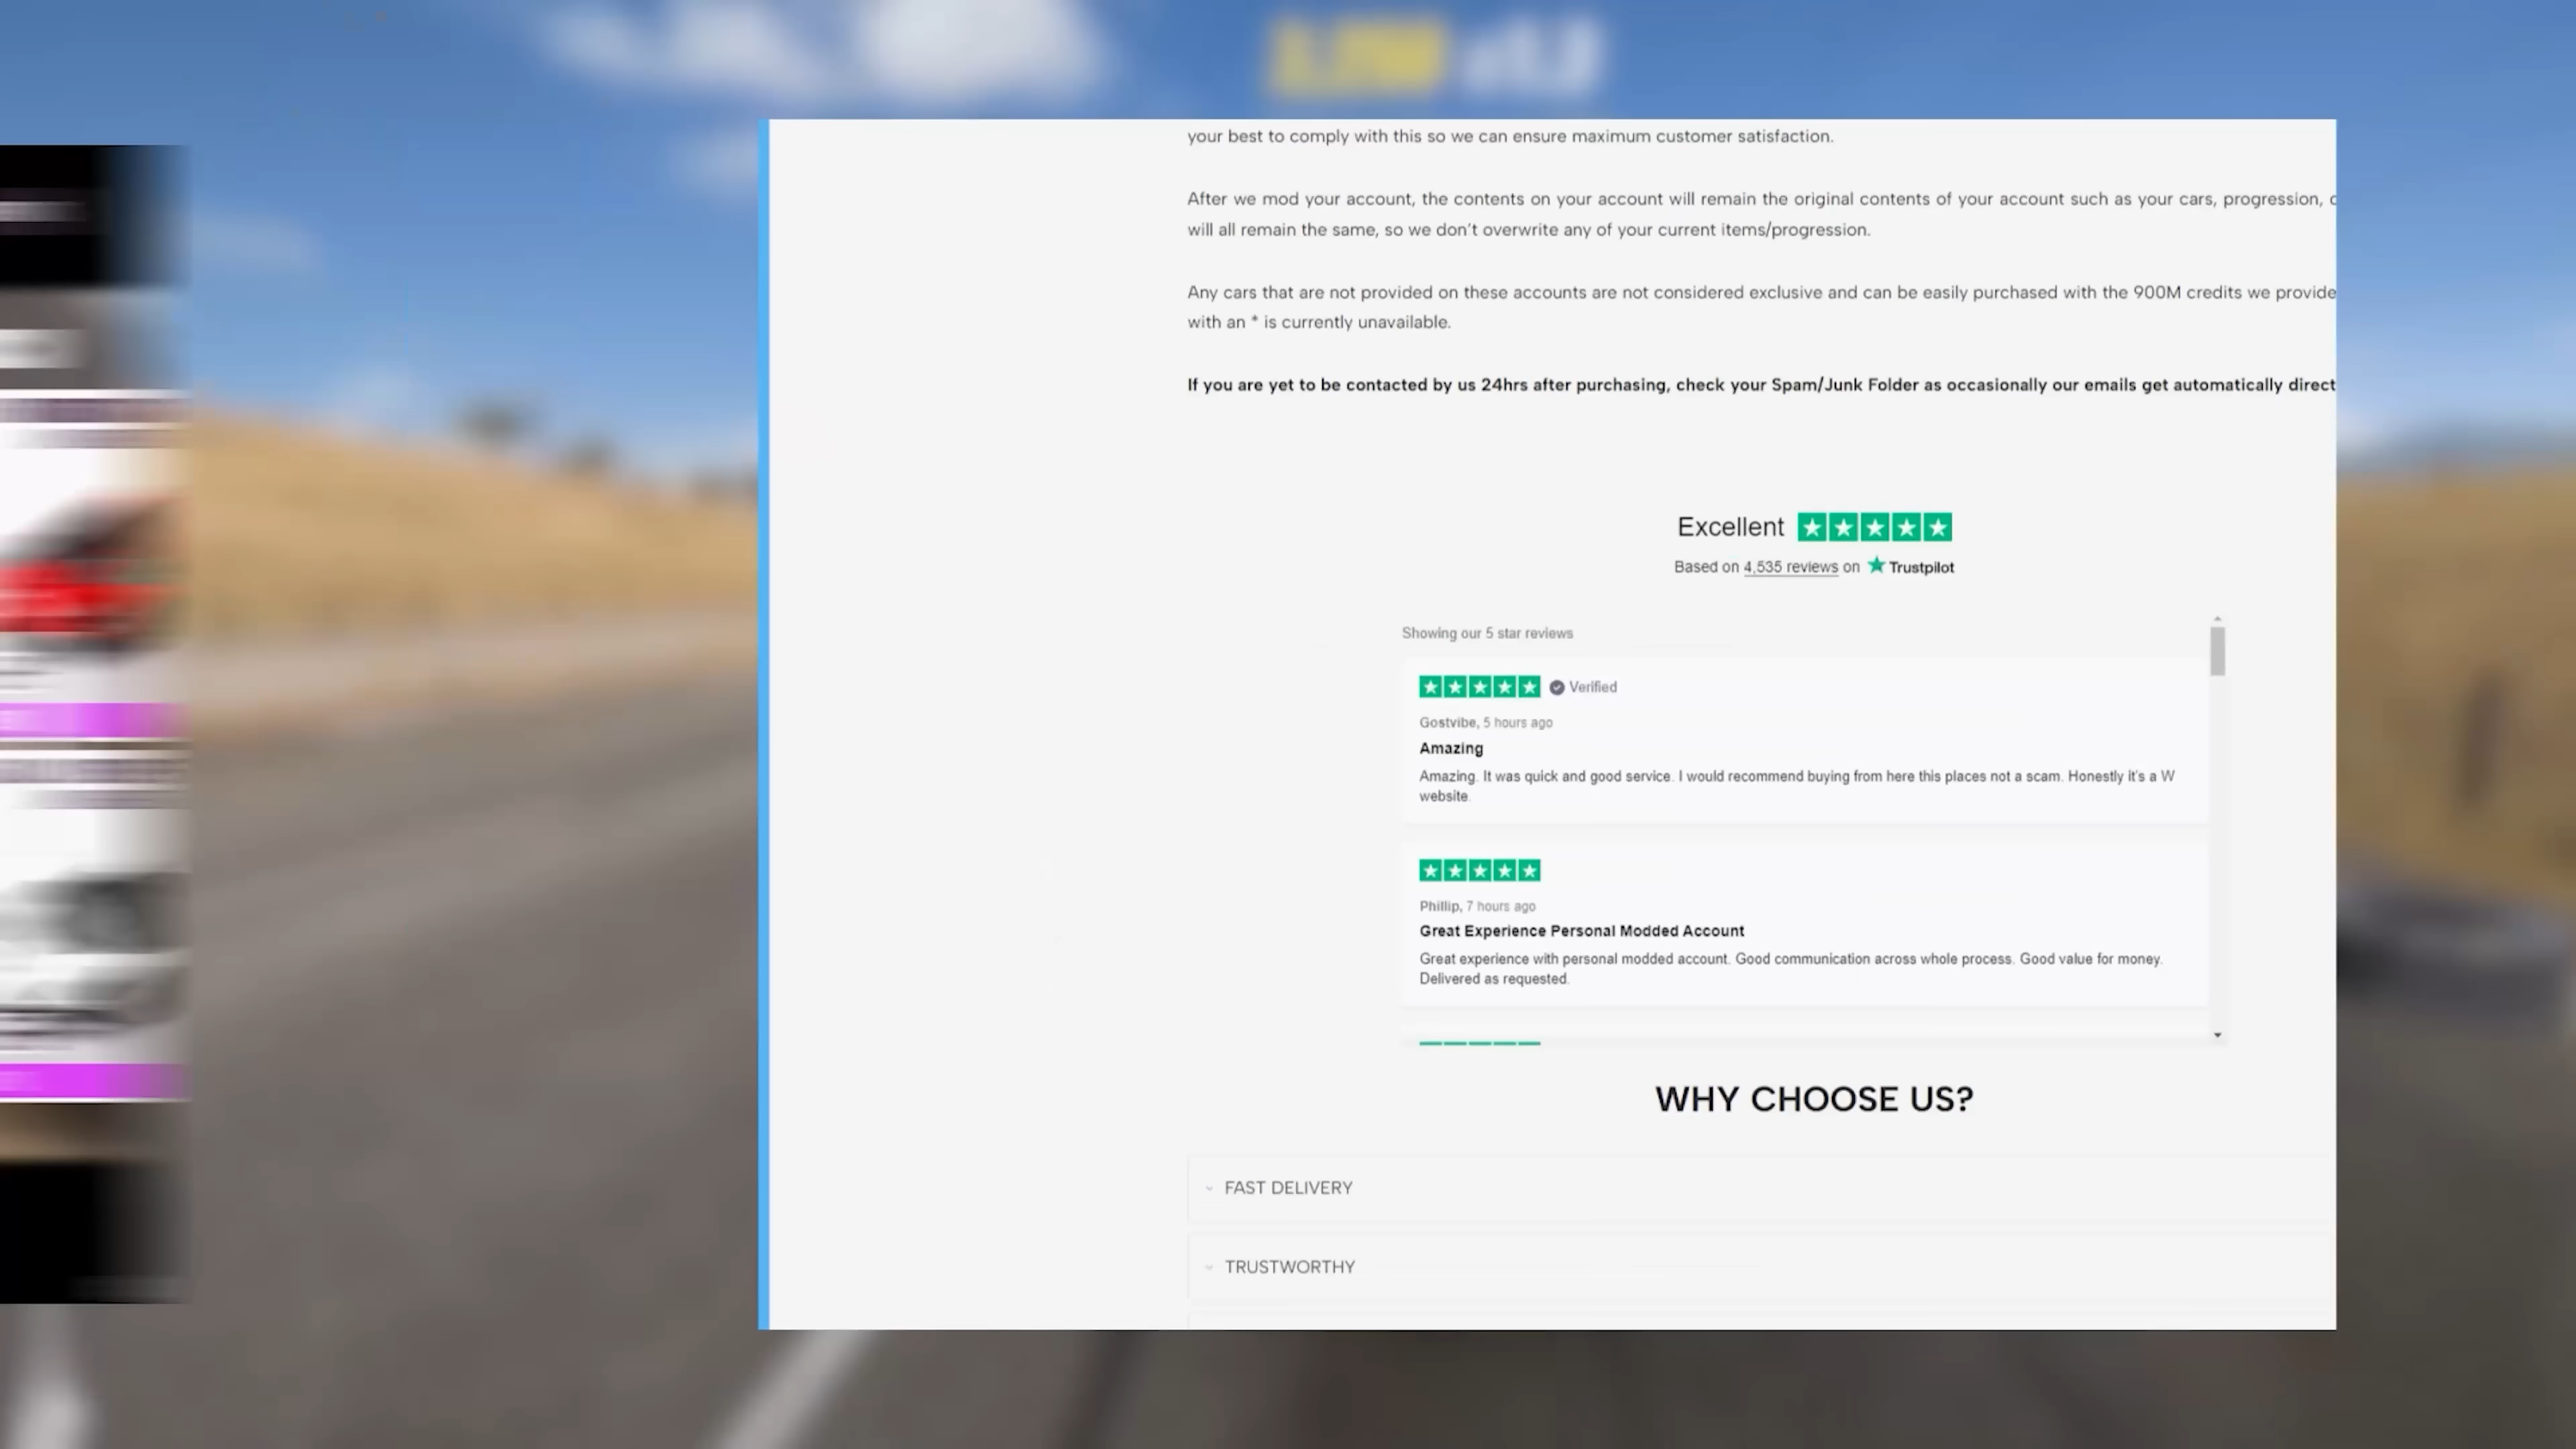 your best to comply with this so we can ensure maximum customer satisfaction.
After we mod your account, the contents on your account will remain the original contents of your account such as your cars, progression,
will all remain the same, so we don't overwrite any of your current items/progression.
Any cars that are not provided on these accounts are not considered exclusive and can be easily purchased with the 900M credits we provide
with an * is currently unavailable.
If you are yet to be contacted by us 24hrs after purchasing, check your Spam/Junk Folder as occasionally our emails get automatically direct
Excellent
Based on 4,535 reviews on Trustpilot
Showing our 5 star reviews
Verified
Gostvibe, 5 hours ago
Amazing
Amazing. It was quick and good service. I would recommend buying from here this places not a scam. Honestly it's a W
website.
Phillip, 7 hours ago
Great Experience Personal Modded Account
Great experience with personal modded account. Good communication across whole process. Good value for money.
Delivered as requested.
WHY CHOOSE US?
FAST DELIVERY
TRUSTWORTHY